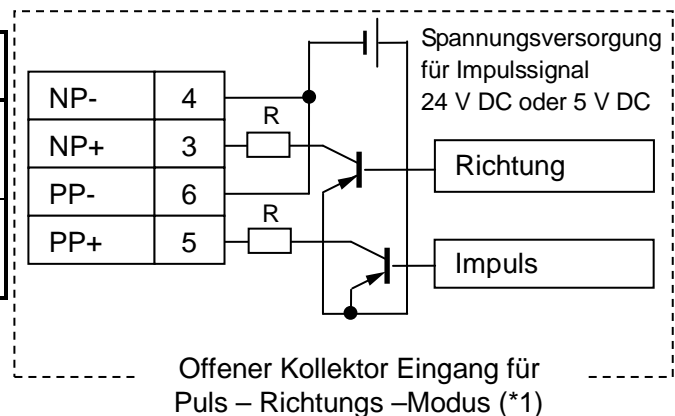 Spannungsversorgung
für Impulssignal
24 V DC oder 5 V DC
NP- 4
R
NP+ 3
Richtung
PP- 6
R
PP+ 5
Impuls
Offener Kollektor Eingang für
Puls – Richtungs –Modus (*1)